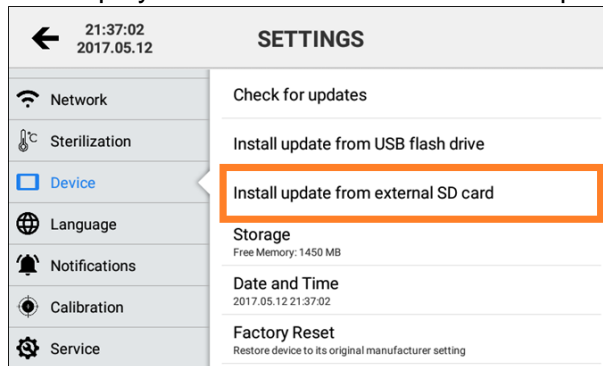 21:37:02
2017.05.12
SETTINGS
Network
°C
Sterilization
Device
Language
Notifications
Calibration
Service
Check for updates
Install update from USB flash drive
Install update from external SD card
Storage
Free Memory: 1450 MB
Date and Time
2017.05.12 21:37:02
Factory Reset
Restore device to its original manufacturer setting